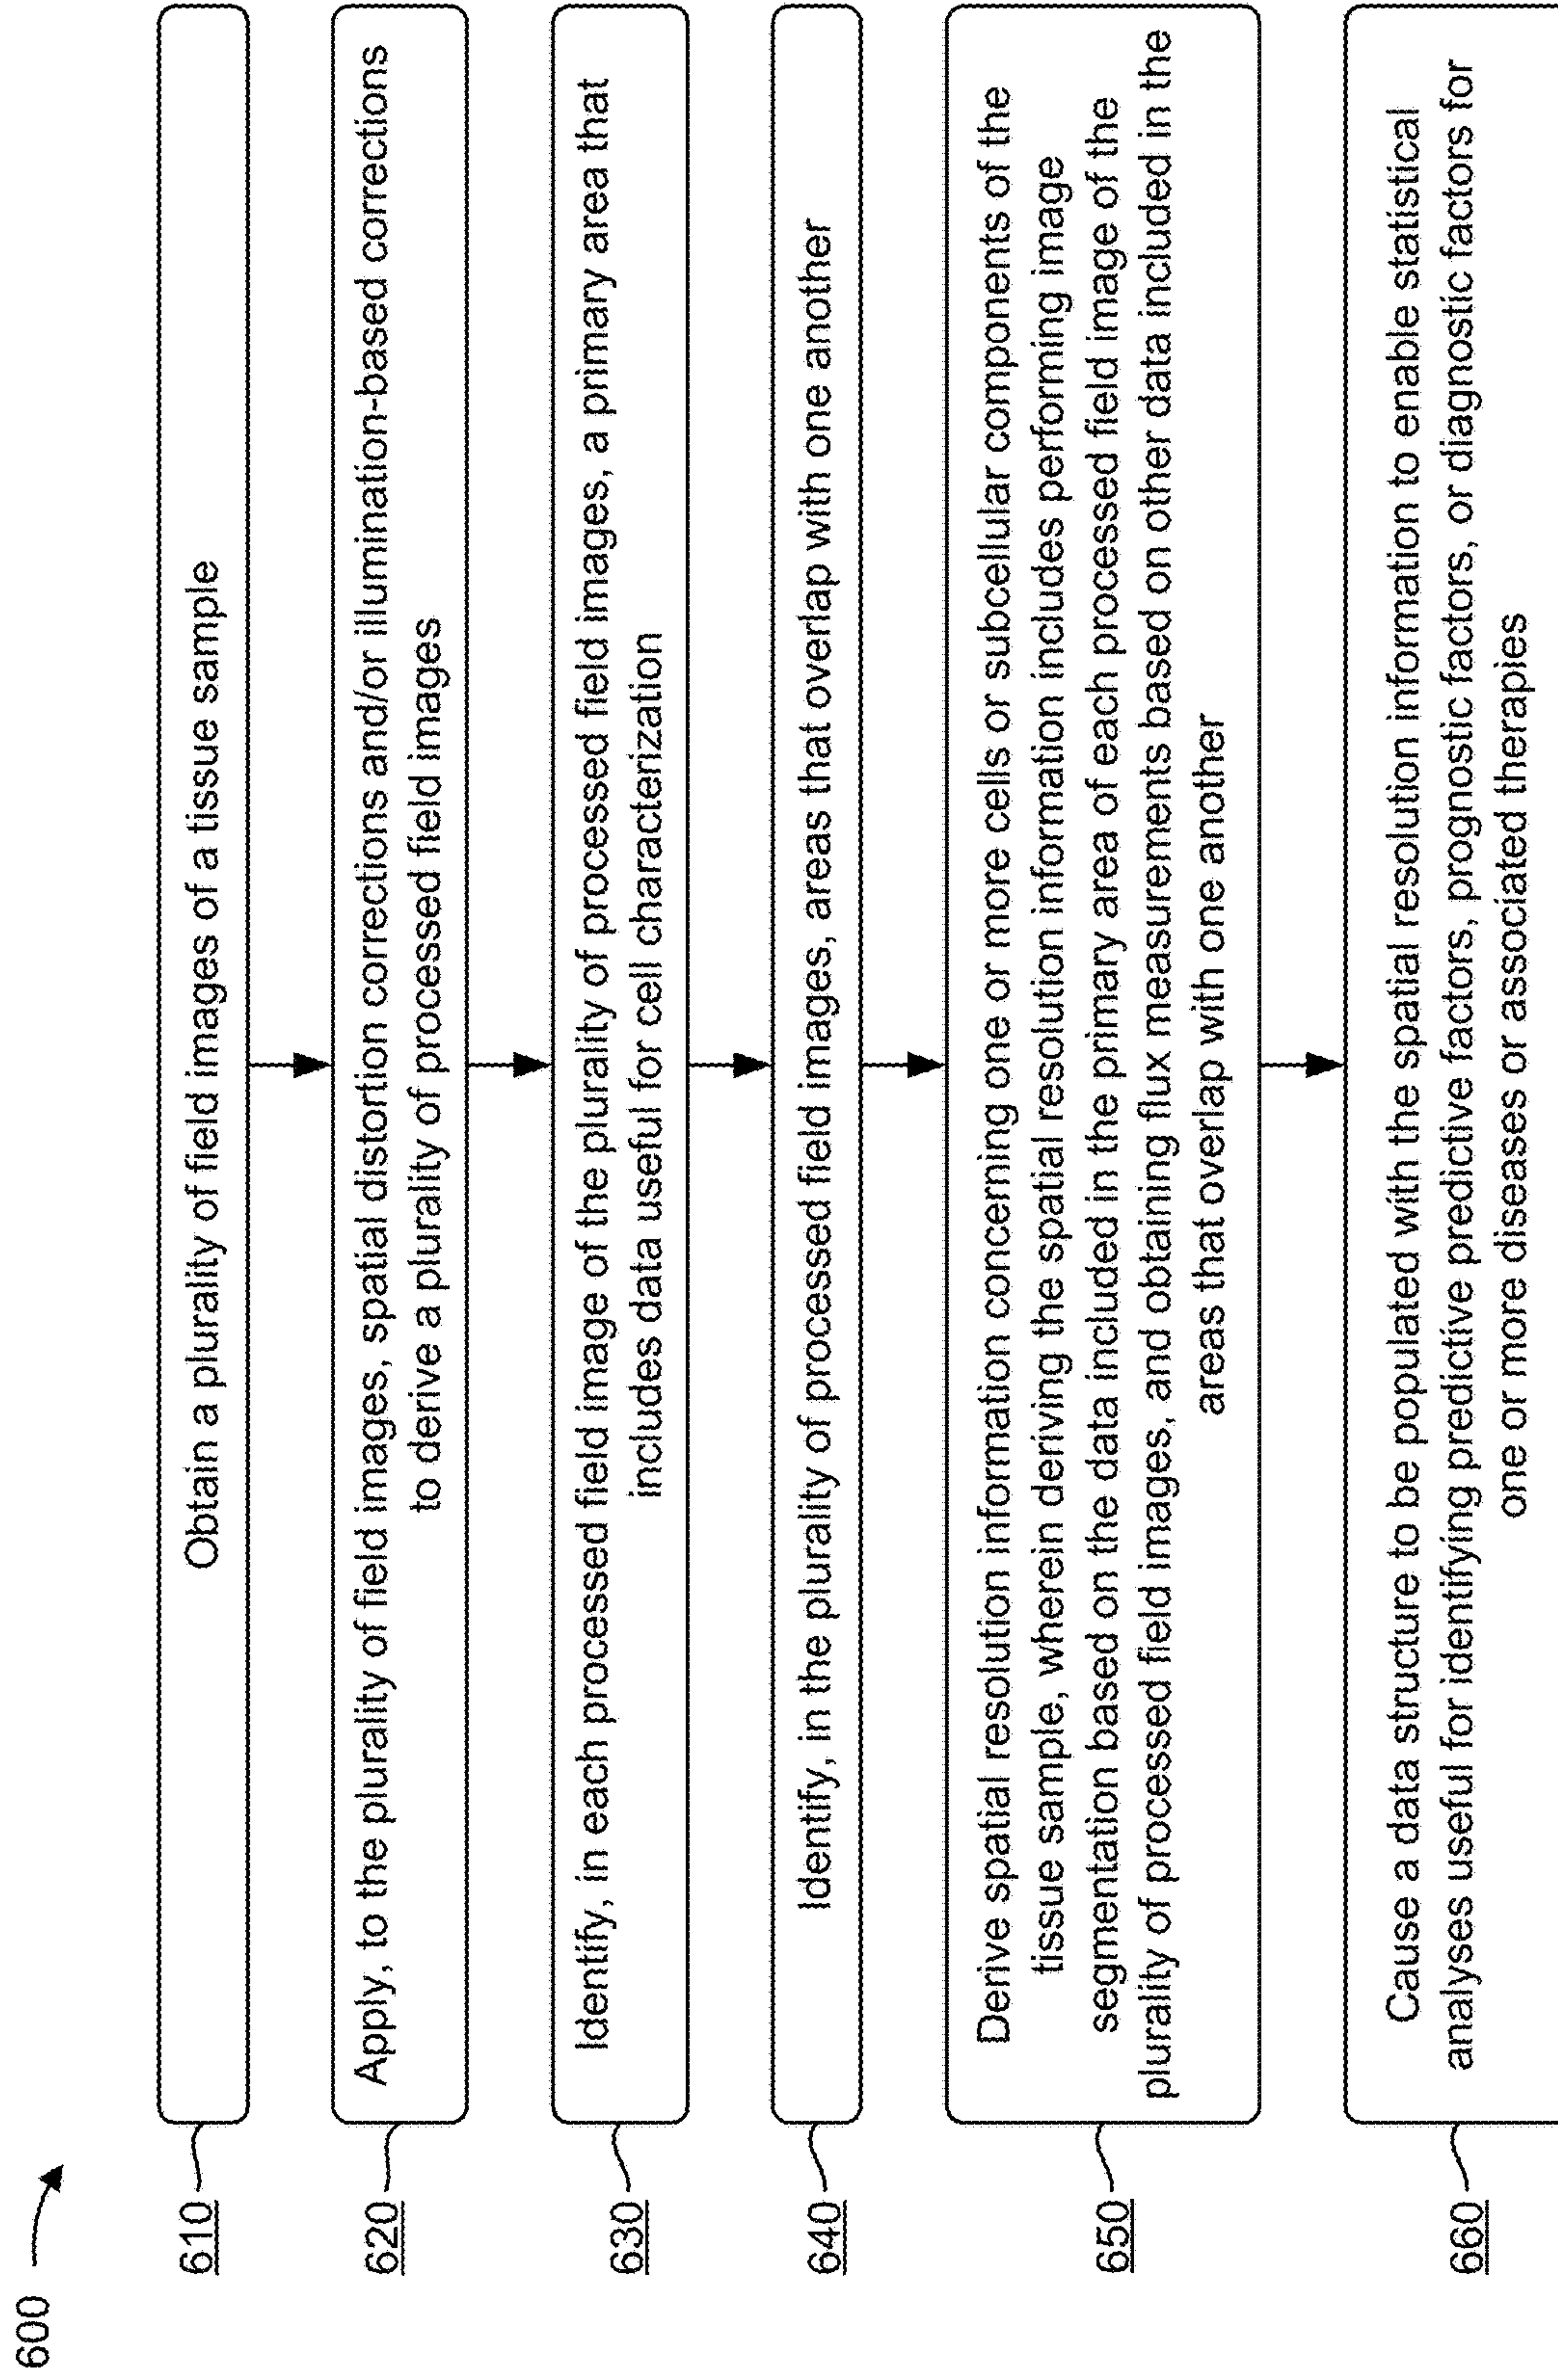 600
610
Obtain a plurality of field images of a tissue sample
620
Apply, to the plurality of field images, spatial distortion corrections and/or illumination-based corrections
to derive a plurality of processed field images
630
Identify, in each processed field image of the plurality of processed field images, a primary area that
includes data useful for cell characterization
640
Identify, in the plurality of processed field images, areas that overlap with one another
650
Derive spatial resolution information concerning one or more cells or subcellular components of the
tissue sample, wherein deriving the spatial resolution information includes performing image
segmentation based on the data included in the primary area of each processed field image of the
plurality of processed field images, and obtaining flux measurements based on other data included in the
areas that overlap with one another
660
Cause a data structure to be populated with the spatial resolution information to enable statistical
analyses useful for identifying predictive predictive factors, prognostic factors, or diagnostic factors for
one or more diseases or associated therapies